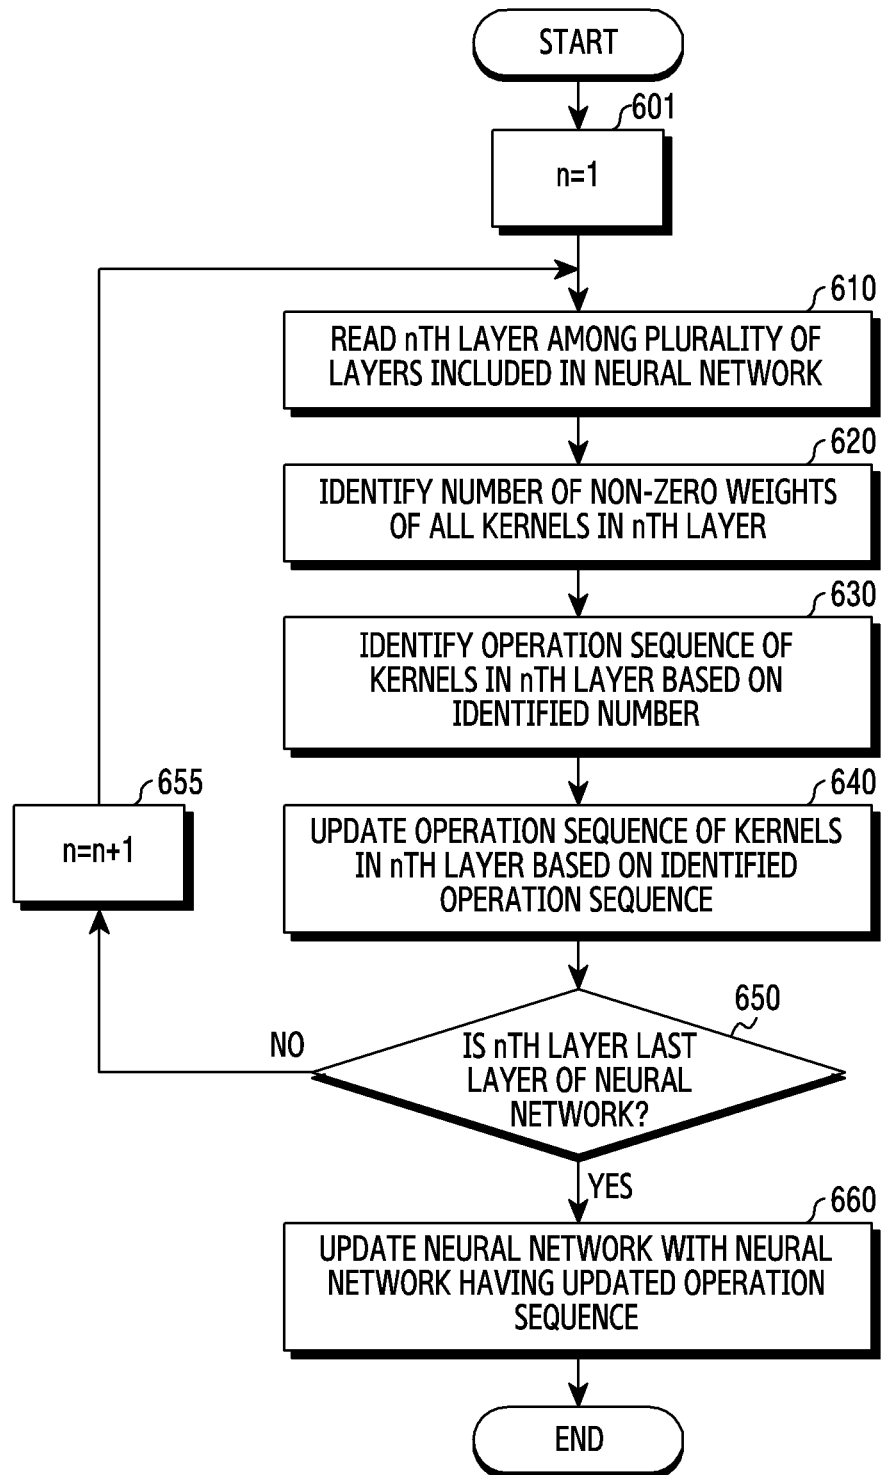 START
601
n=1
610
READ nTH LAYER AMONG PLURALITY OF
LAYERS INCLUDED IN NEURAL NETWORK
620
IDENTIFY NUMBER OF NON-ZERO WEIGHTS
OF ALL KERNELS IN nTH LAYER
630
IDENTIFY OPERATION SEQUENCE OF
KERNELS IN nTH LAYER BASED ON
IDENTIFIED NUMBER
655
n=n+1
640
UPDATE OPERATION SEQUENCE OF KERNELS
IN nTH LAYER BASED ON IDENTIFIED
OPERATION SEQUENCE
650
NO
IS nTH LAYER LAST
LAYER OF NEURAL
NETWORK?
YES
660
UPDATE NEURAL NETWORK WITH NEURAL
NETWORK HAVING UPDATED OPERATION
SEQUENCE
END